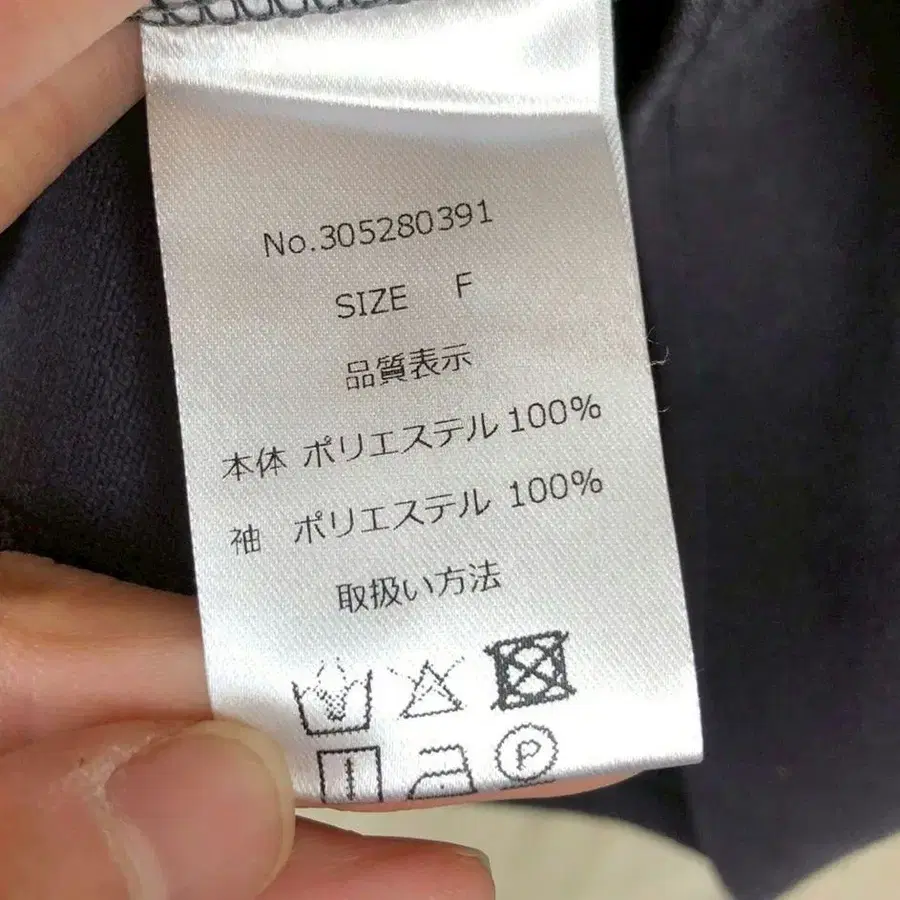 No.305280391
SIZE F
品質表示
本体 ポリエステル 100%
袖 ポリエステル 100%
取扱い方法
P